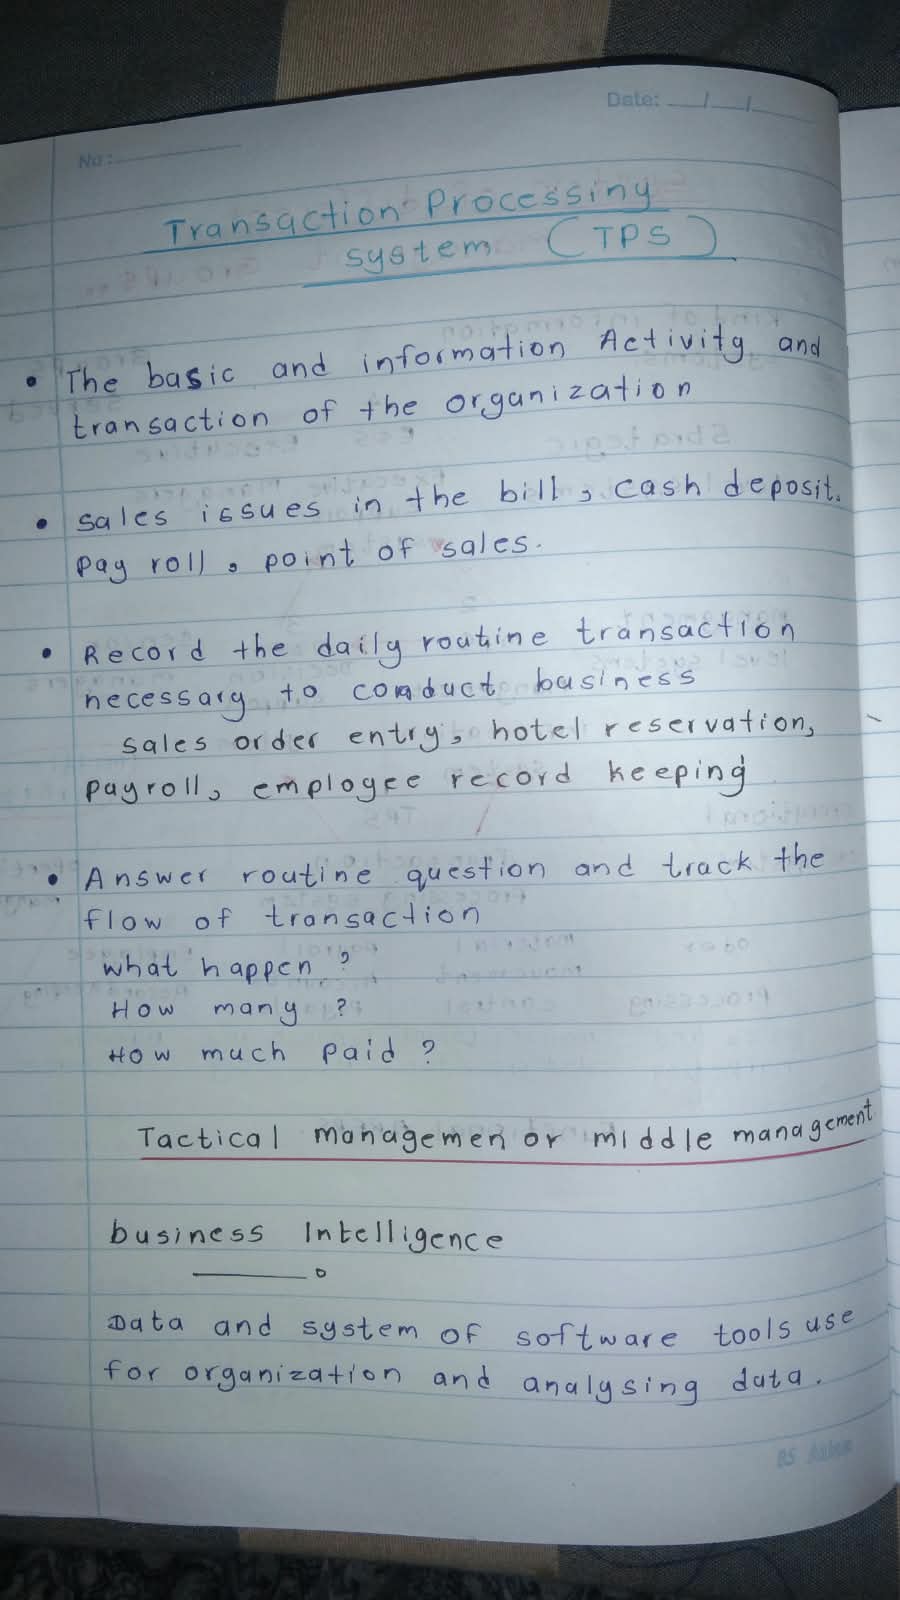 Date: __/__/__
No:
Transaction Processiny
system (TPS)
• The basic and information Activity and
transaction of the organization
• sales issues in the bill, cash deposit.
pay roll, point of sales.
• Record the daily routine transaction
necessary to conduct business
sales order entry, hotel reservation,
payroll, employee record keeping
• Answer routine question and track the
flow of transaction
what happen ?
How many ?
How much paid ?
Tactical managemen or middle management
business Intelligence
Data and system of software tools use
for organization and analysing data.